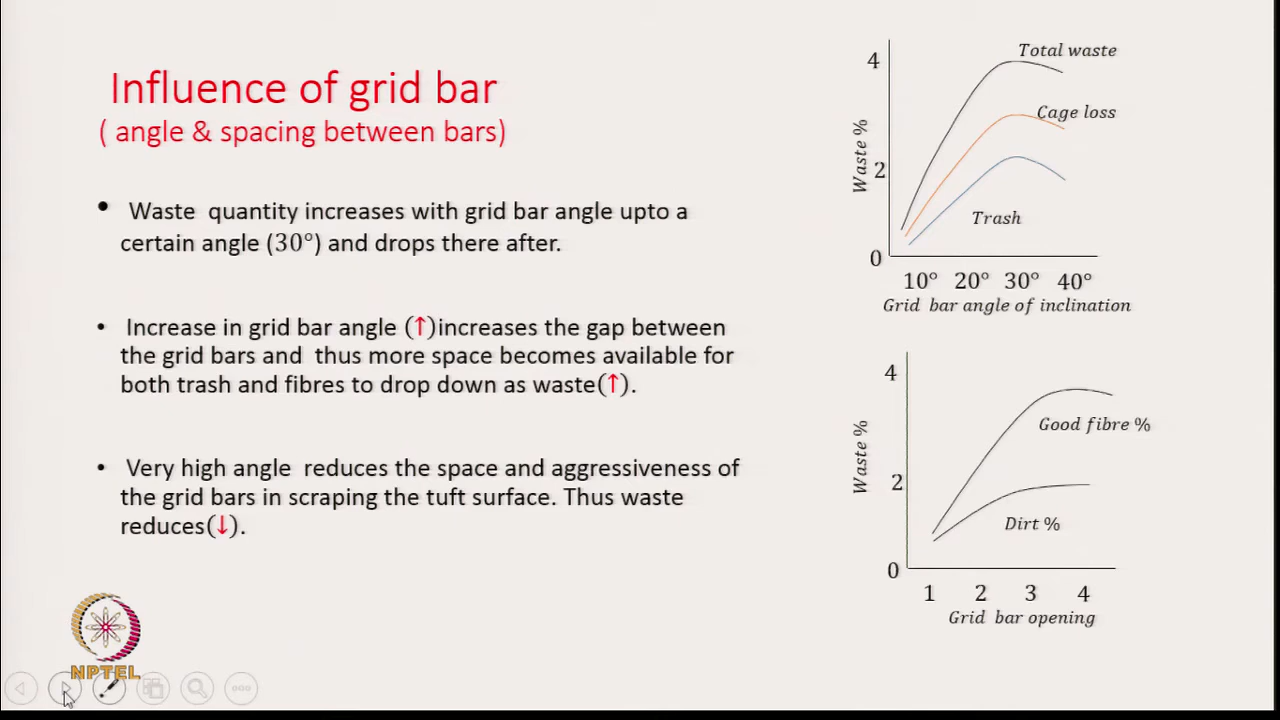 Influence of grid bar
( angle & spacing between bars)
• Waste quantity increases with grid bar angle upto a
certain angle (30°) and drops there after.
• Increase in grid bar angle (↑)increases the gap between
the grid bars and thus more space becomes available for
both trash and fibres to drop down as waste(↑).
• Very high angle reduces the space and aggressiveness of
the grid bars in scraping the tuft surface. Thus waste
reduces(↓).
NPTEL
Total waste
4
Cage loss
Waste %
2
Trash
0
10° 20° 30° 40°
Grid bar angle of inclination
4
Good fibre %
Waste %
2
Dirt %
0
1 2 3 4
Grid bar opening